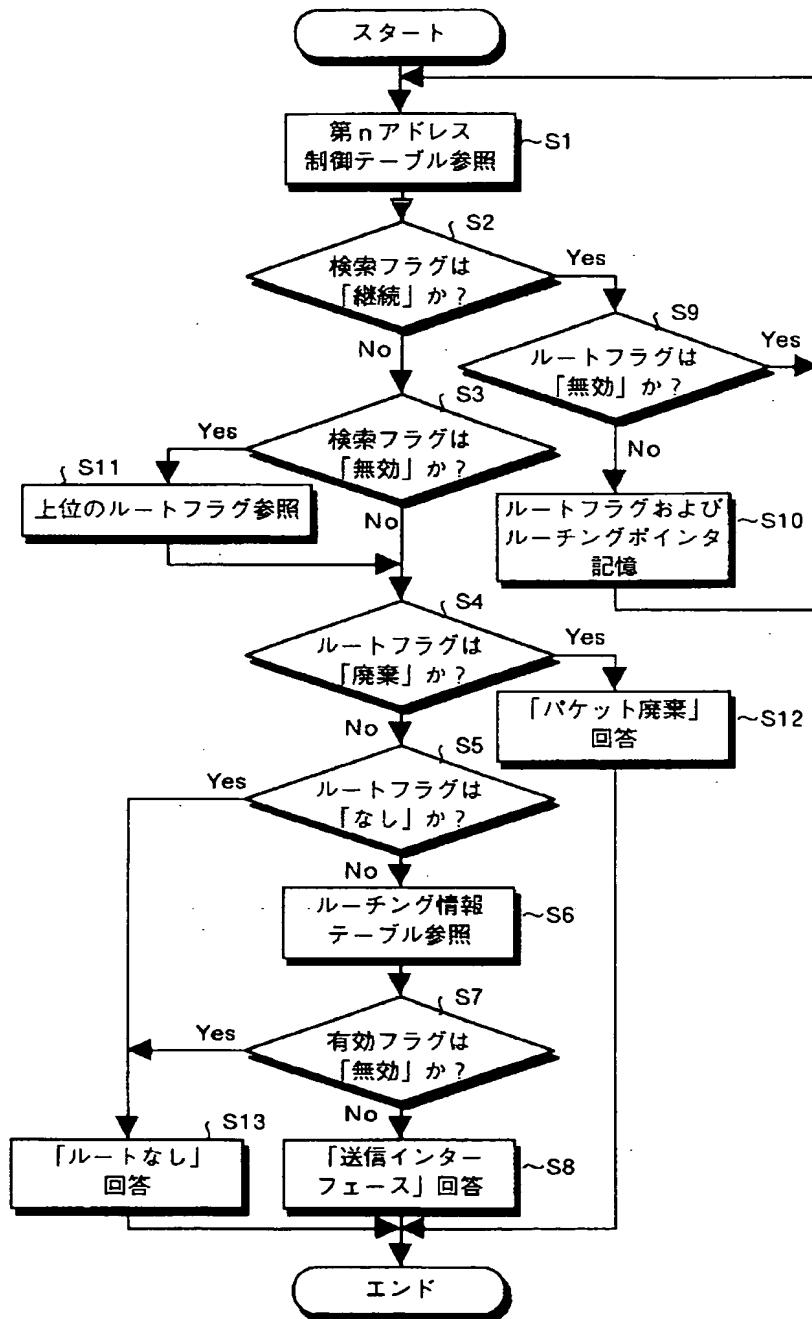 スタート
第nアドレス
制御テーブル参照
~S1
S2
検索フラグは
「継続」か?
Yes
No
S9
ルートフラグは
「無効」か?
Yes
No
S3
検索フラグは
「無効」か?
Yes
No
S11
上位のルートフラグ参照
ルートフラグおよび
ルーチングポインタ
記憶
~S10
S4
ルートフラグは
「廃棄」か?
Yes
No
「パケット廃棄」
回答
~S12
S5
ルートフラグは
「なし」か?
Yes
No
ルーチング情報
テーブル参照
~S6
S7
有効フラグは
「無効」か?
Yes
No
S13
「ルートなし」
回答
「送信インター
フェース」回答
~S8
エンド